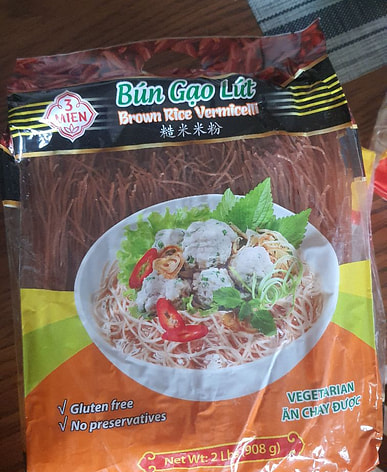 3
MIEN
Bún Gạo Lứt
Brown Rice Vermicelli
糙米米粉
√ Gluten free
√ No preservatives
VEGETARIAN
ĂN CHAY ĐƯỢC
Net Wt: 2 Lb (908 g)